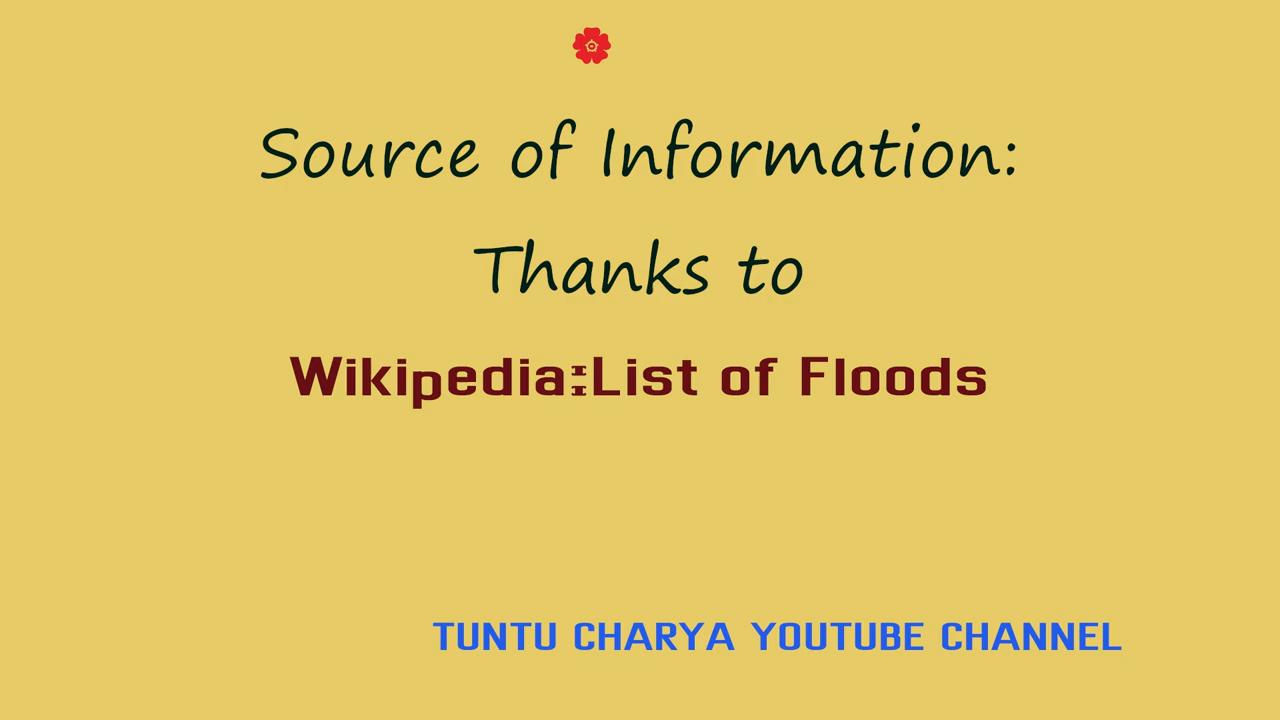 Source of Information:
Thanks to
Wikipedia:List of Floods
TUNTU CHARYA YOUTUBE CHANNEL